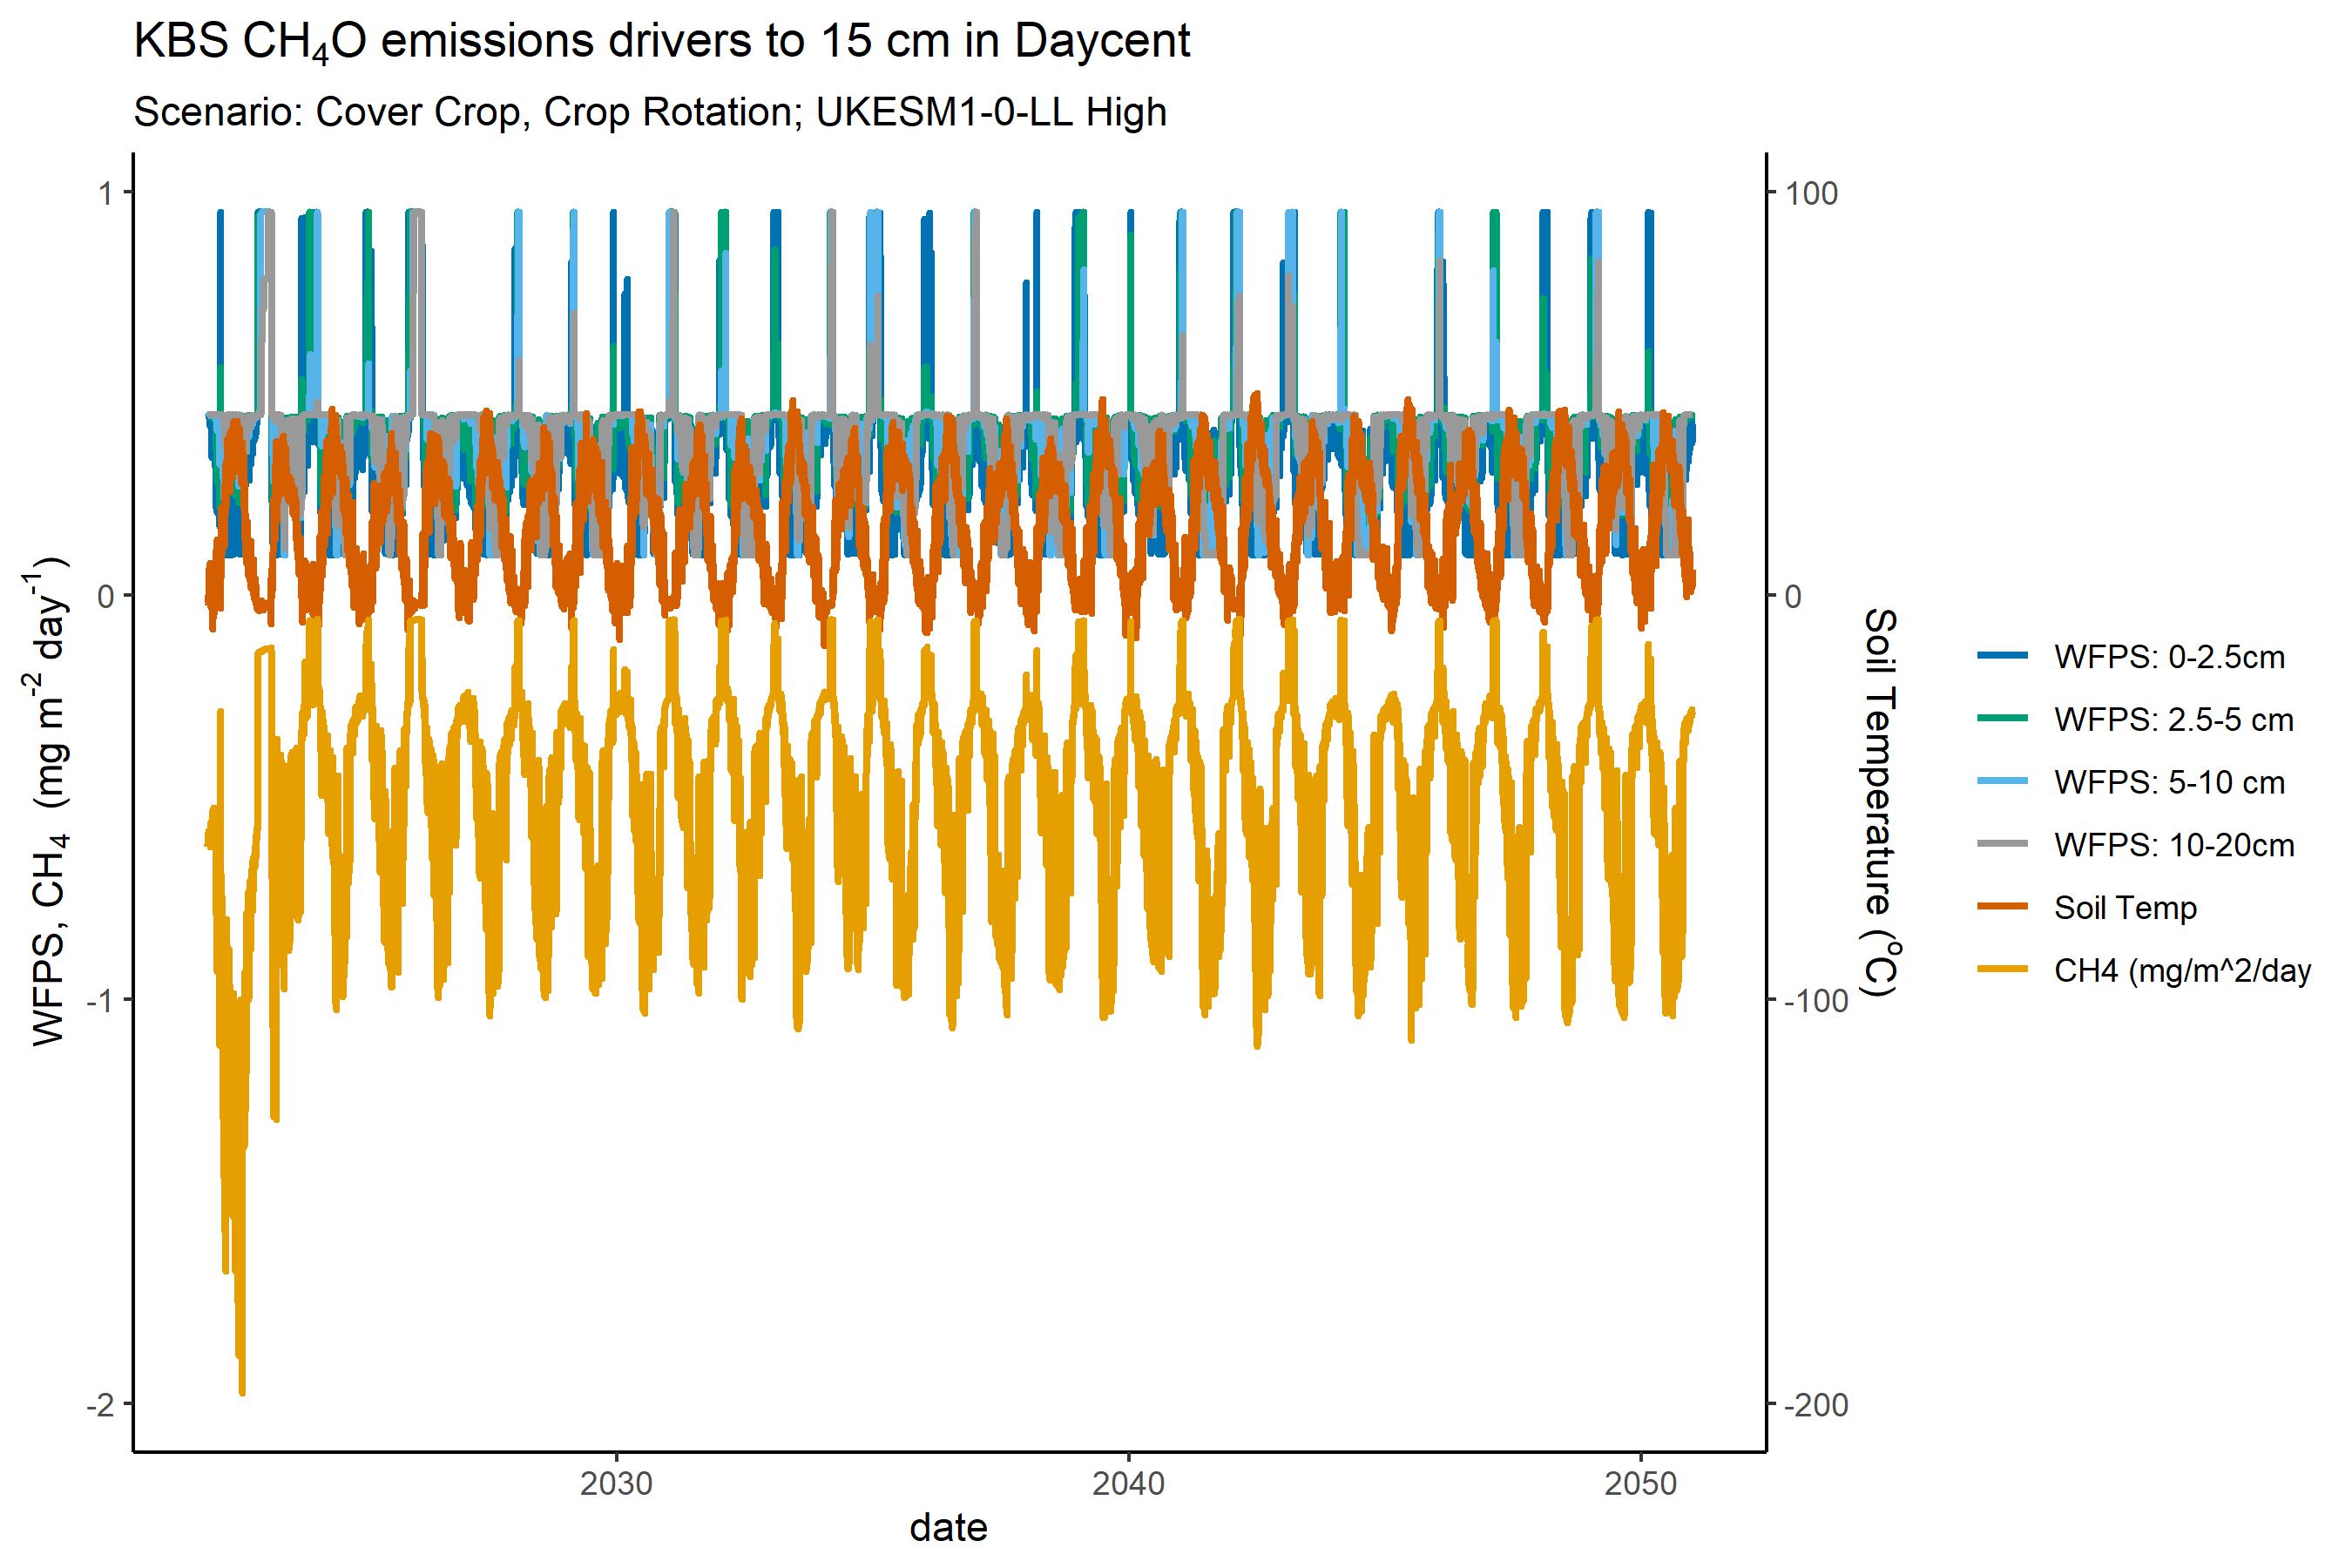 KBS CH₄O emissions drivers to 15 cm in Daycent
Scenario: Cover Crop, Crop Rotation; UKESM1-0-LL High
WFPS, CH₄ (mg m⁻² day⁻¹)
1
0
-1
-2
100
0
-100
-200
Soil Temperature (°C)
2030
2040
2050
date
WFPS: 0-2.5cm
WFPS: 2.5-5 cm
WFPS: 5-10 cm
WFPS: 10-20cm
Soil Temp
CH4 (mg/m^2/day